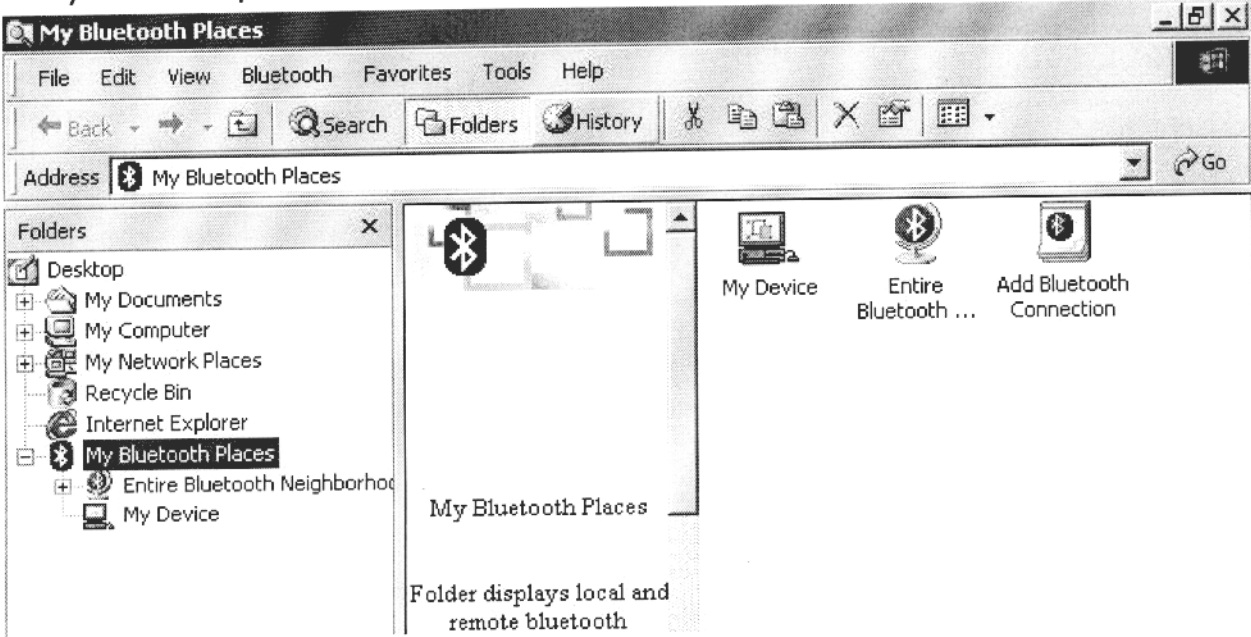 My Bluetooth Places
File Edit View Bluetooth Favorites Tools Help
Back Search Folders History
Address My Bluetooth Places Go
Folders
Desktop
My Documents
My Computer
My Network Places
Recycle Bin
Internet Explorer
My Bluetooth Places
Entire Bluetooth Neighborhoo
My Device
My Bluetooth Places
Folder displays local and
remote bluetooth
My Device
Entire
Bluetooth ...
Add Bluetooth
Connection